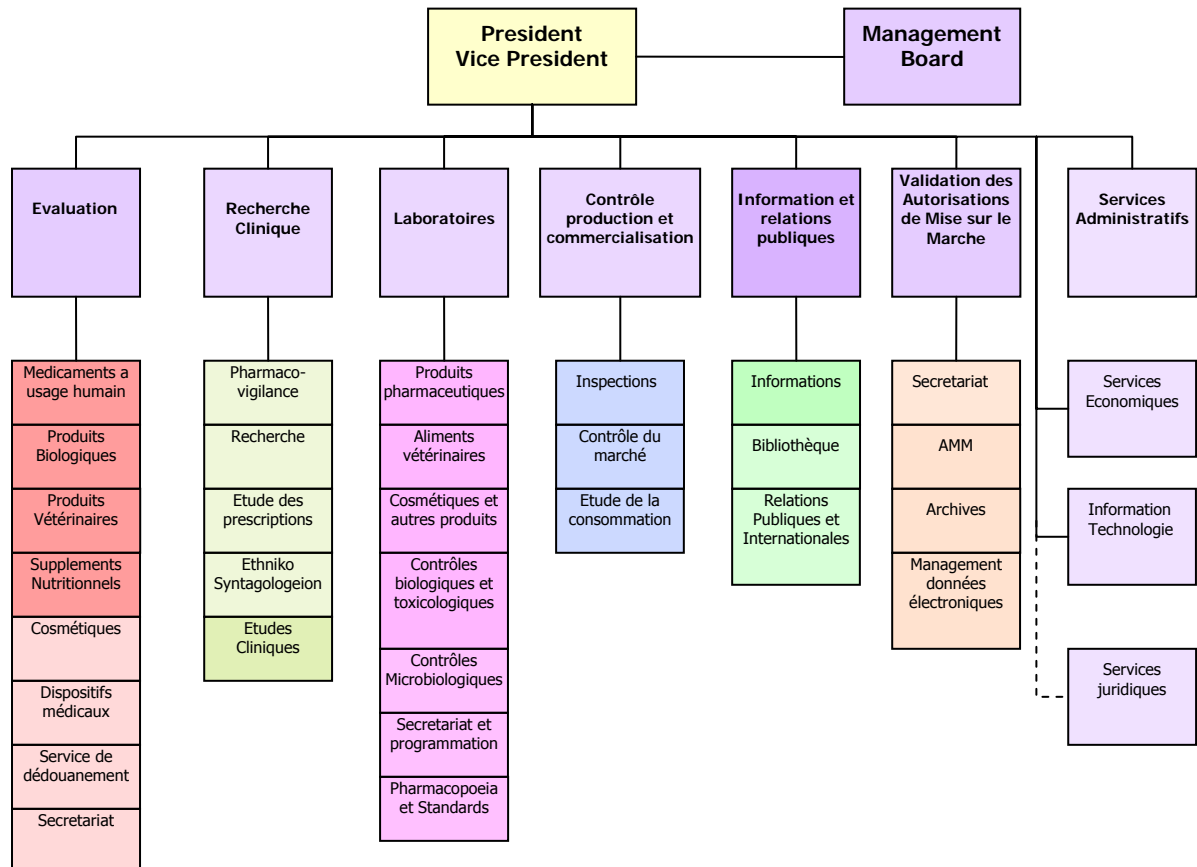 President
Vice President
Management
Board
Evaluation
Recherche
Clinique
Laboratoires
Contrôle
production et
commercialisation
Information et
relations
publiques
Validation des
Autorisations
de Mise sur le
Marche
Services
Administratifs
Medicaments a
usage humain
Produits
Biologiques
Produits
Vétérinaires
Supplements
Nutritionnels
Cosmétiques
Dispositifs
médicaux
Service de
dédouanement
Secretariat
Pharmaco-
vigilance
Recherche
Etude des
prescriptions
Ethniko
Syntagologeion
Etudes
Cliniques
Produits
pharmaceutiques
Aliments
vétérinaires
Cosmétiques et
autres produits
Contrôles
biologiques et
toxicologiques
Contrôles
Microbiologiques
Secretariat et
programmation
Pharmacopoeia
et Standards
Inspections
Contrôle du
marché
Etude de la
consommation
Informations
Bibliothèque
Relations
Publiques et
Internationales
Secretariat
AMM
Archives
Management
données
électroniques
Services
Economiques
Information
Technologie
Services
juridiques